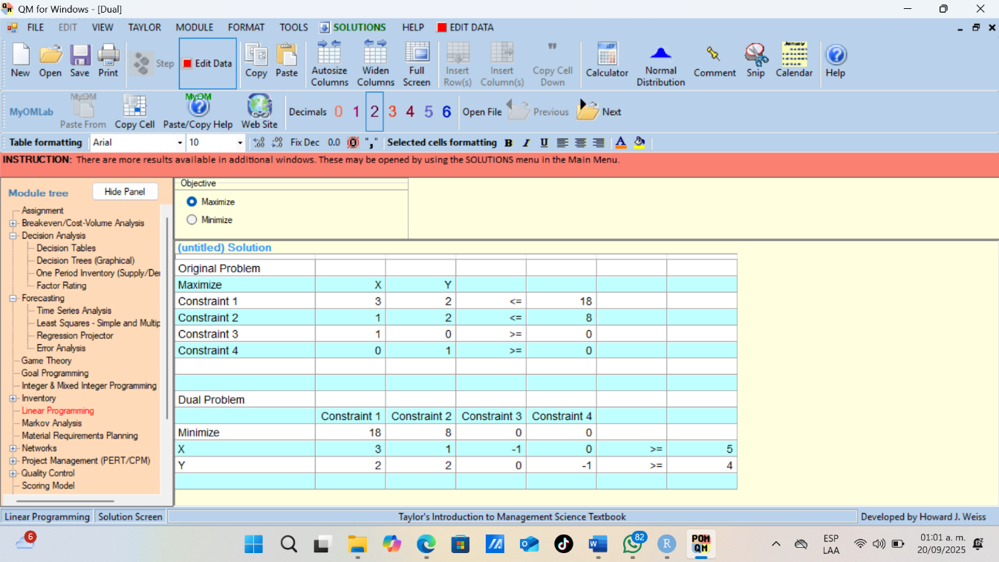 QM for Windows - [Dual]
FILE EDIT VIEW TAYLOR MODULE FORMAT TOOLS SOLUTIONS HELP EDIT DATA
New Open Save Print Step Edit Data Copy Paste Autosize Columns Widen Columns Full Screen Insert Row(s) Insert Column(s) Copy Cell Down Calculator Normal Distribution Comment Snip Calendar Help
MyOMLab Paste From Copy Cell Paste/Copy Help Web Site Decimals 0 1 2 3 4 5 6 Open File Previous Next
Table formatting Arial 10 Fix Dec 0.0 "," Selected cells formatting B I U A
INSTRUCTION: There are more results available in additional windows. These may be opened by using the SOLUTIONS menu in the Main Menu.
Module tree Hide Panel
Assignment
Breakeven/Cost-Volume Analysis
Decision Analysis
Decision Tables
Decision Trees (Graphical)
One Period Inventory (Supply/De
Factor Rating
Forecasting
Time Series Analysis
Least Squares - Simple and Multip
Regression Projector
Error Analysis
Game Theory
Goal Programming
Integer & Mixed Integer Programming
Inventory
Linear Programming
Markov Analysis
Material Requirements Planning
Networks
Project Management (PERT/CPM)
Quality Control
Scoring Model
Objective
Maximize
Minimize
(untitled) Solution
Original Problem
Maximize X Y
Constraint 1 3 2 <= 18
Constraint 2 1 2 <= 8
Constraint 3 1 0 >= 0
Constraint 4 0 1 >= 0
Dual Problem
Constraint 1 Constraint 2 Constraint 3 Constraint 4
Minimize 18 8 0 0
X 3 1 -1 0 >= 5
Y 2 2 0 -1 >= 4
Linear Programming Solution Screen Taylor's Introduction to Management Science Textbook Developed by Howard J. Weiss
6 82 R POM QM ESP LAA 01:01 a. m. 20/09/2025